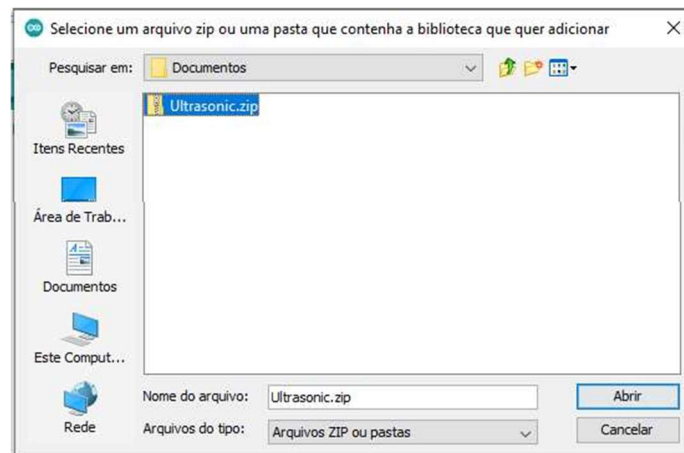 Selecione um arquivo zip ou uma pasta que contenha a biblioteca que quer adicionar
Pesquisar em: Documentos
Ultrasonic.zip
Itens Recentes
Área de Trab...
Documentos
Este Comput...
Rede
Nome do arquivo: Ultrasonic.zip Abrir
Arquivos do tipo: Arquivos ZIP ou pastas Cancelar